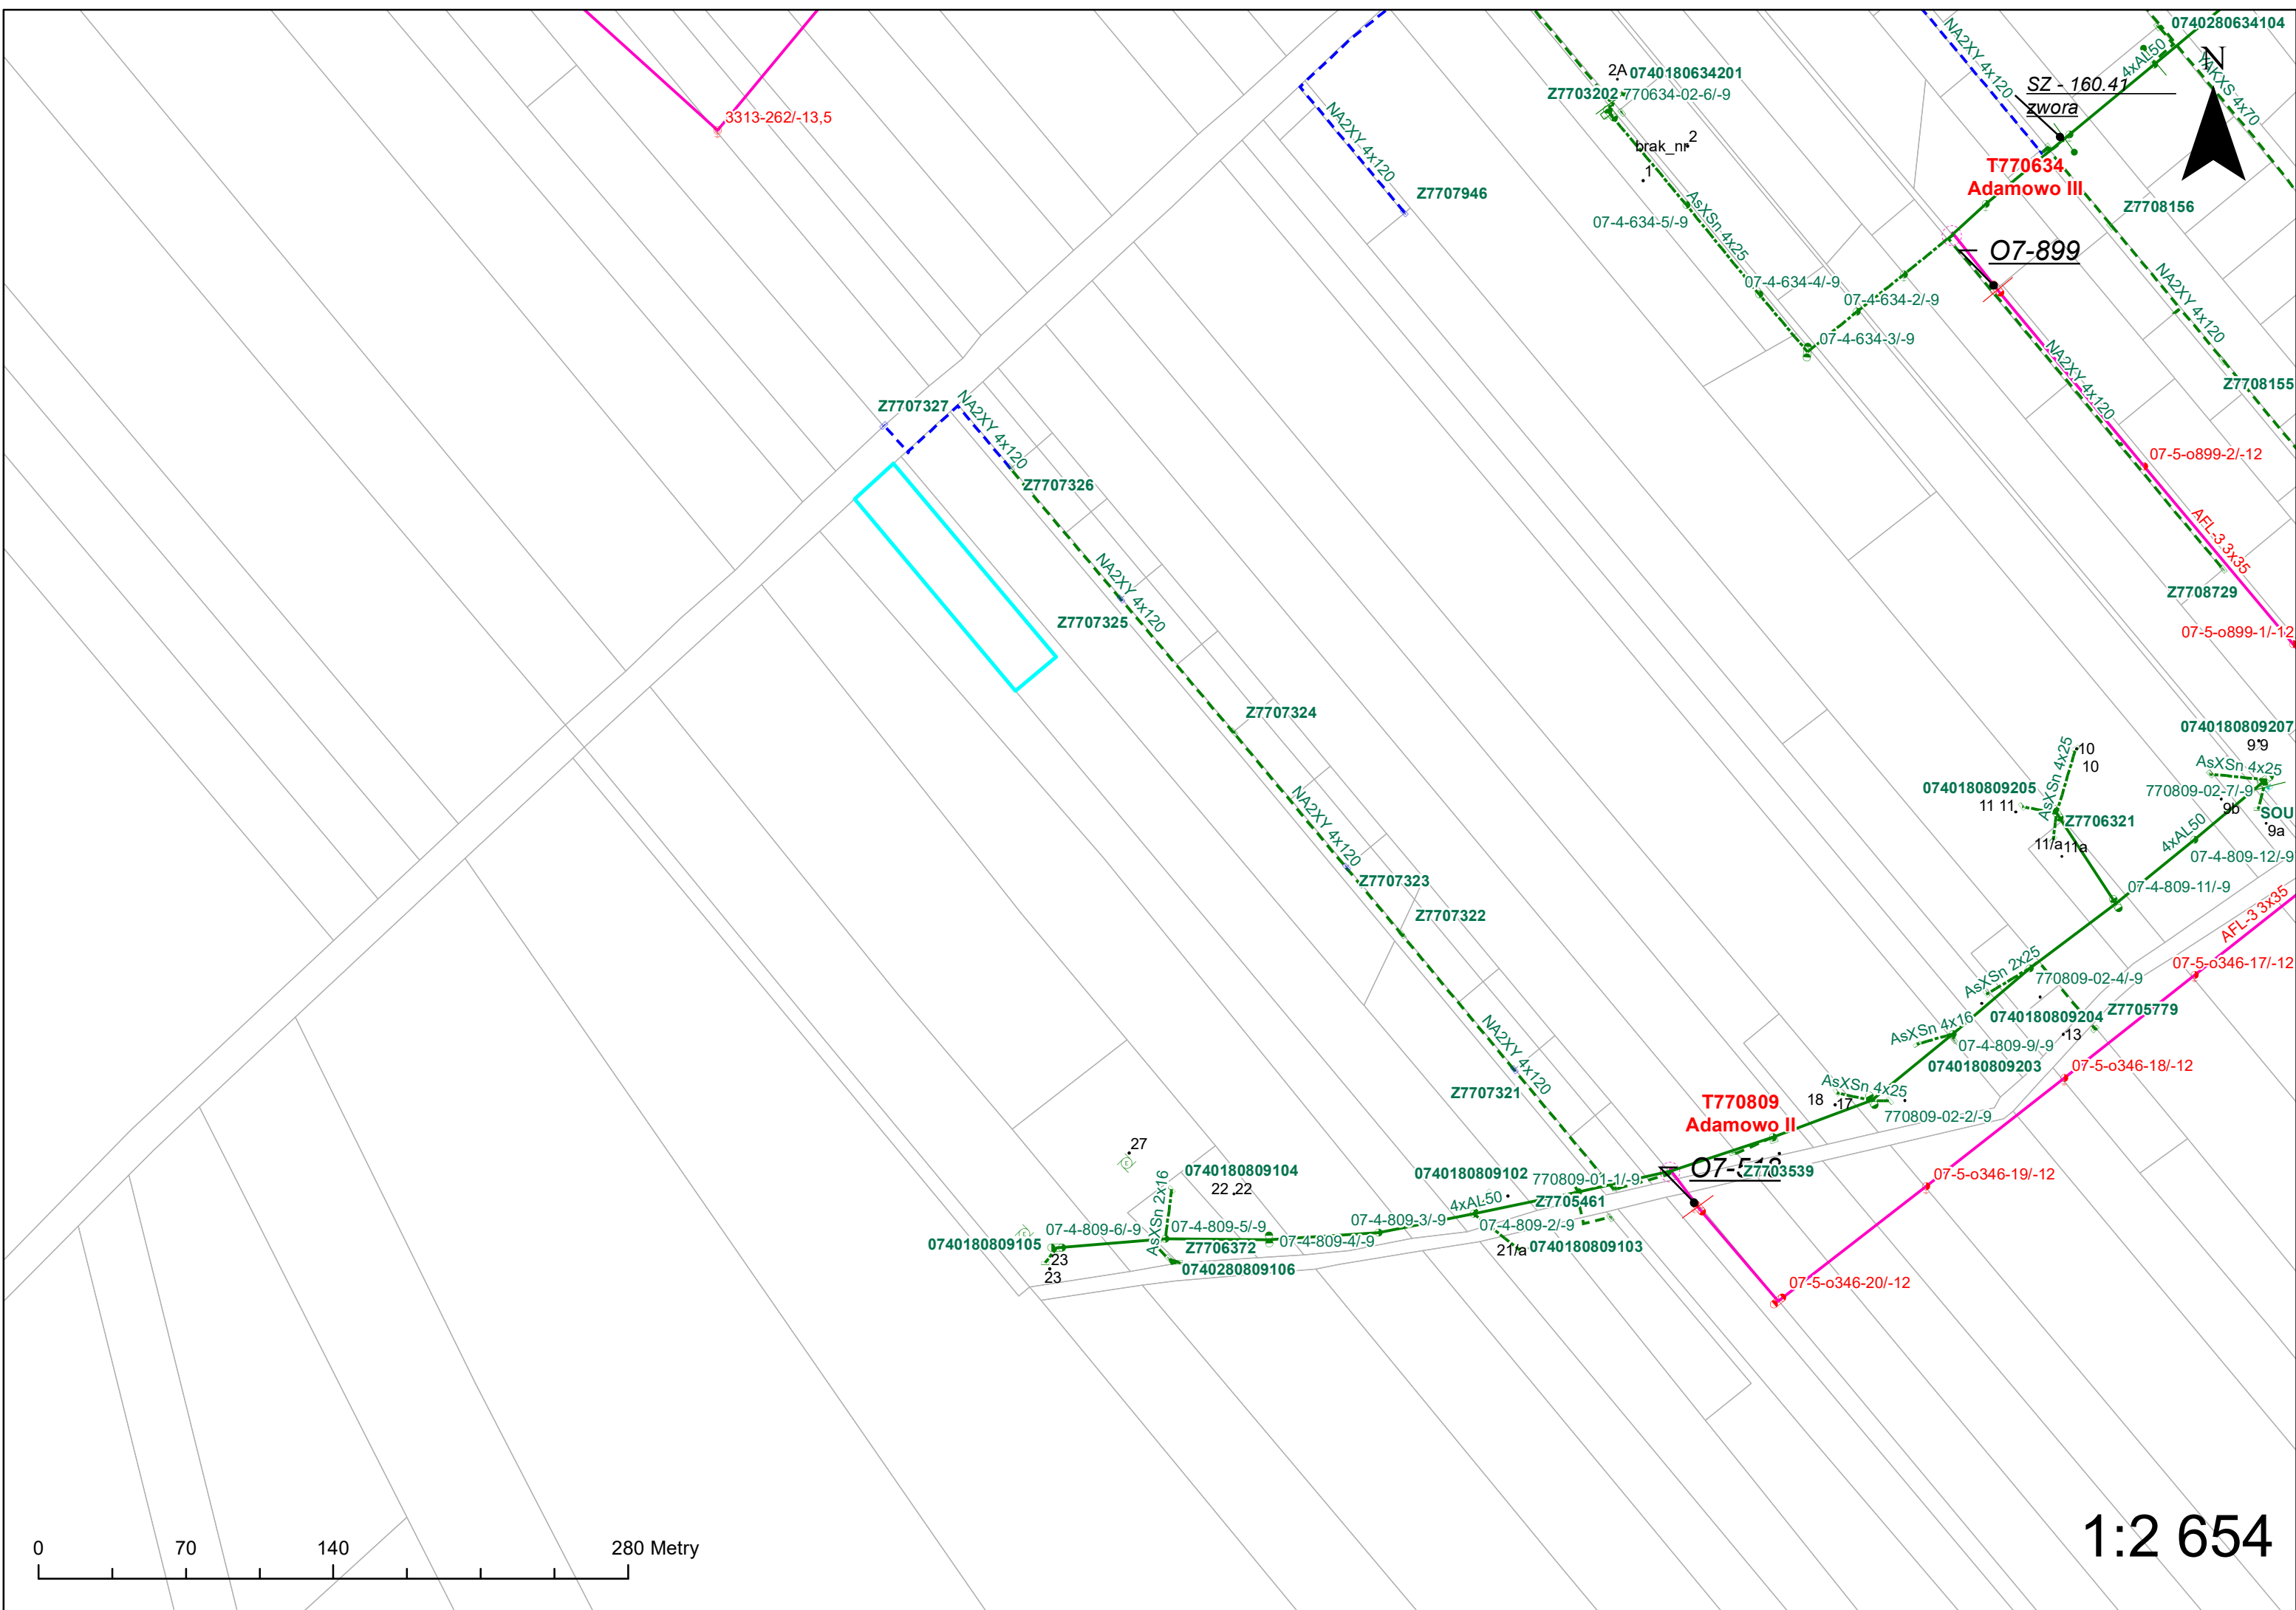 0740280634104
NA2XY 4x120
4xAL50
YAKXS 4x70
N
SZ - 160.41
zwora
2A
0740180634201
Z7703202
770634-02-6/-9
3313-262/-13,5
NA2XY 4x120
brak_nr
2
1
T770634
Adamowo III
Z7707946
Z7708156
AsXSn 4x25
07-4-634-5/-9
O7-899
07-4-634-4/-9
07-4-634-2/-9
NA2XY 4x120
07-4-634-3/-9
NA2XY 4x120
Z7708155
Z7707327
NA2XY 4x120
07-5-o899-2/-12
Z7707326
AFL-3 3x35
NA2XY 4x120
Z7708729
Z7707325
07-5-o899-1/-12
Z7707324
0740180809207
9
9
10
10
AsXSn 4x25
AsXSn 4x25
0740180809205
770809-02-7/-9
11
11
9b
SOU
Z7706321
9a
NA2XY 4x120
4xAL50
11/a
11a
07-4-809-12/-9
Z7707323
07-4-809-11/-9
Z7707322
AFL-3 3x35
AsXSn 2x25
07-5-o346-17/-12
770809-02-4/-9
Z7705779
0740180809204
AsXSn 4x16
13
07-4-809-9/-9
NA2XY 4x120
0740180809203
07-5-o346-18/-12
Z7707321
AsXSn 4x25
T770809
18
17
Adamowo II
770809-02-2/-9
27
0740180809104
0740180809102
O7-513
Z7703539
07-5-o346-19/-12
770809-01-1/-9
22
22
AsXSn 2x16
4xAL50
Z7705461
07-4-809-6/-9
07-4-809-5/-9
07-4-809-3/-9
07-4-809-2/-9
0740180809105
Z7706372
07-4-809-4/-9
21/a
0740180809103
23
0740280809106
23
07-5-o346-20/-12
0
70
140
280 Metry
1:2 654